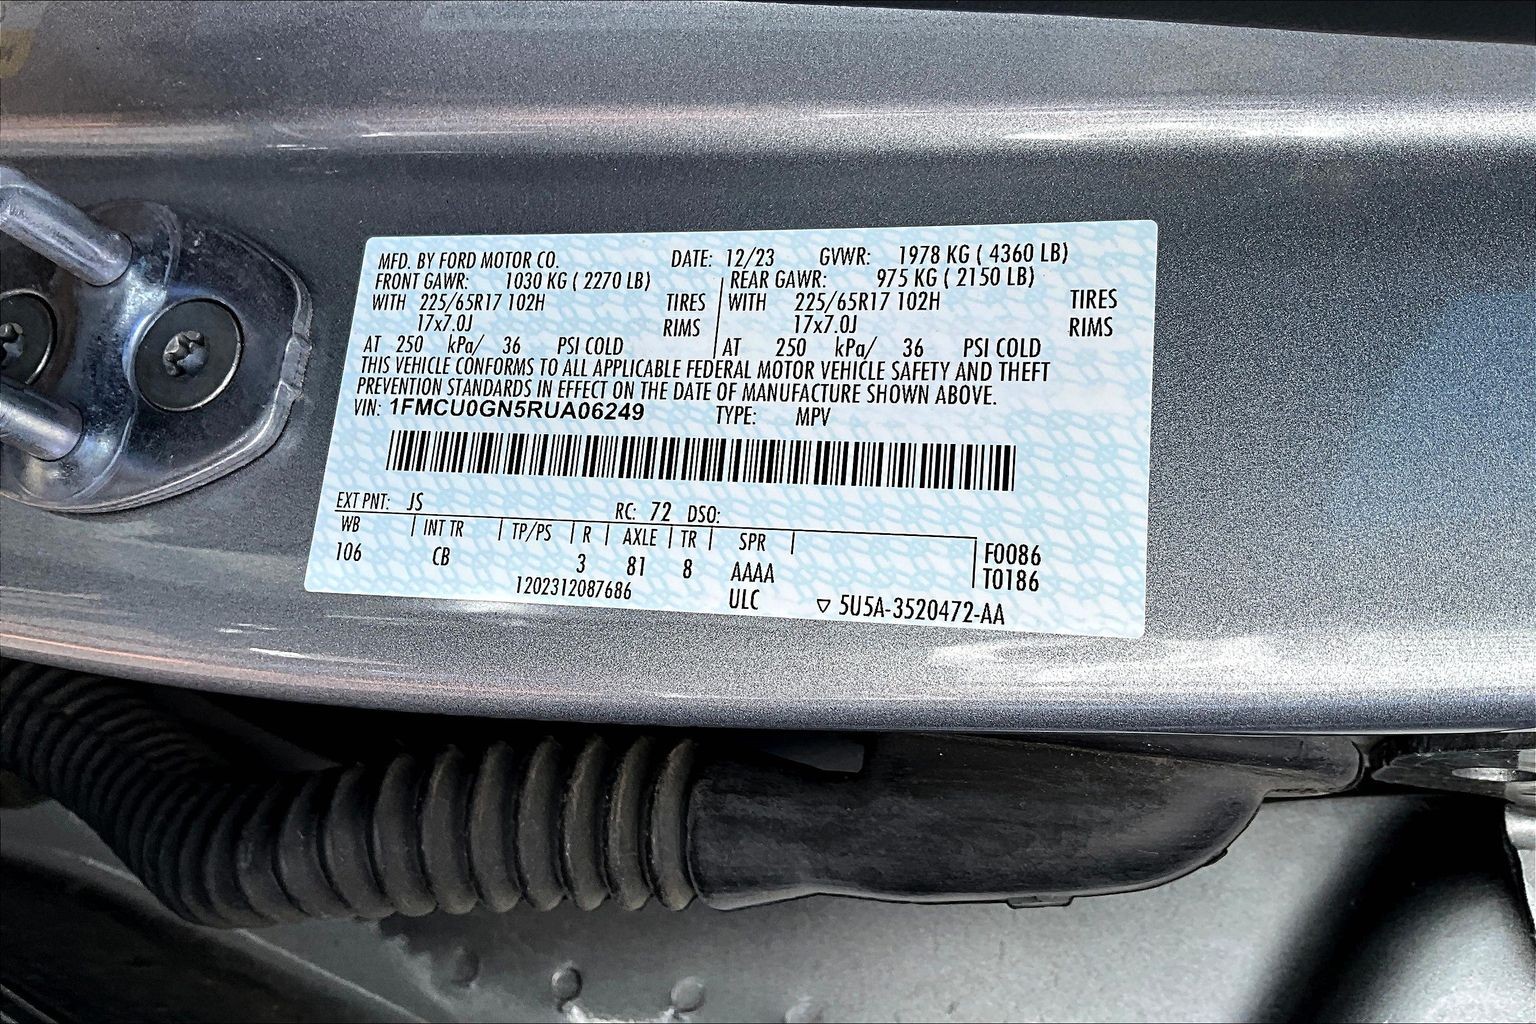 MFD. BY FORD MOTOR CO. DATE: 12/23 GVWR: 1978 KG ( 4360 LB)
FRONT GAWR: 1030 KG ( 2270 LB) REAR GAWR: 975 KG ( 2150 LB)
WITH 225/65R17 102H TIRES WITH 225/65R17 102H TIRES
17x7.0J RIMS 17x7.0J RIMS
AT 250 kPa/ 36 PSI COLD AT 250 kPa/ 36 PSI COLD
THIS VEHICLE CONFORMS TO ALL APPLICABLE FEDERAL MOTOR VEHICLE SAFETY AND THEFT
PREVENTION STANDARDS IN EFFECT ON THE DATE OF MANUFACTURE SHOWN ABOVE.
VIN: 1FMCU0GN5RUA06249 TYPE: MPV
EXT PNT: JS RC: 72 DSO:
WB INT TR TP/PS R AXLE TR SPR F0086
106 CB 3 81 8 AAAA T0186
1202312087686 ULC ▽ 5U5A-3520472-AA